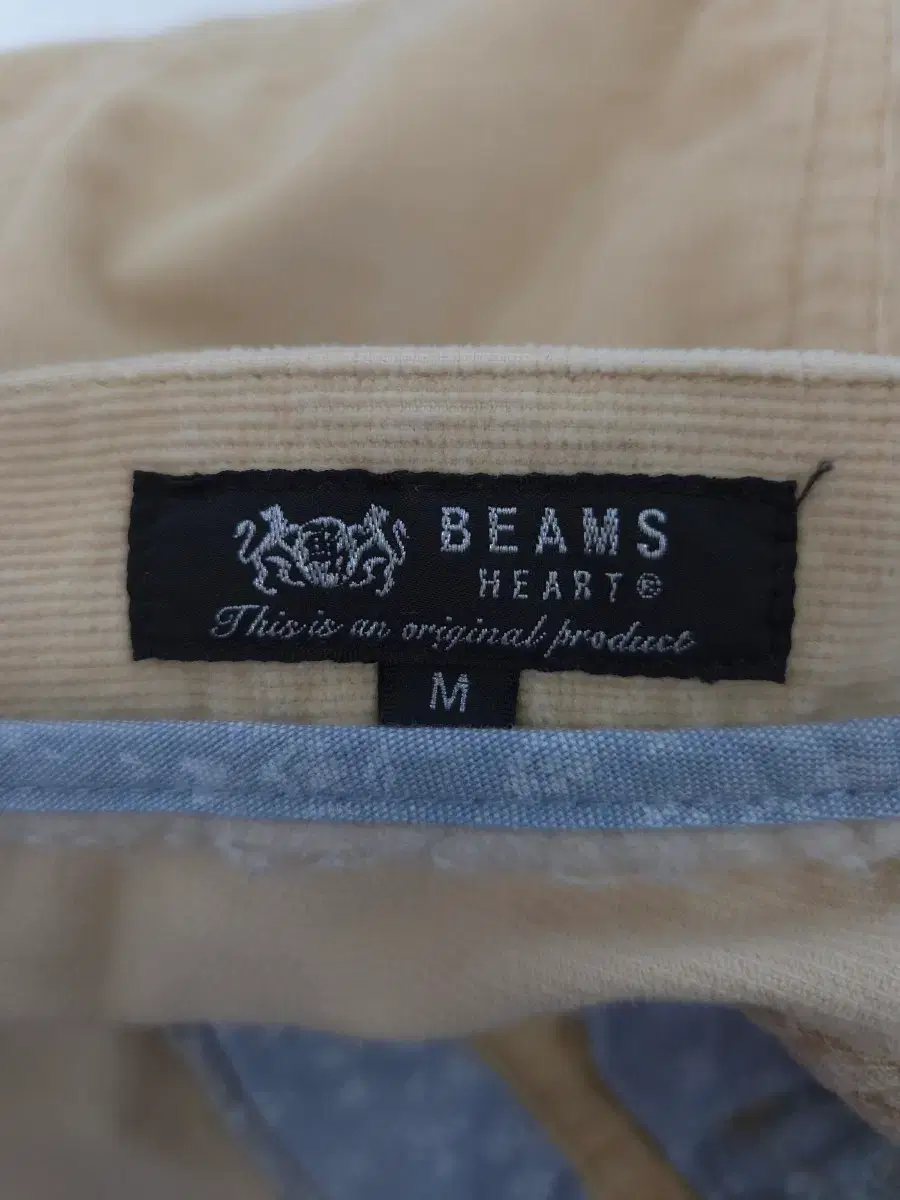 BEAMS
HEART®
This is an original product
M